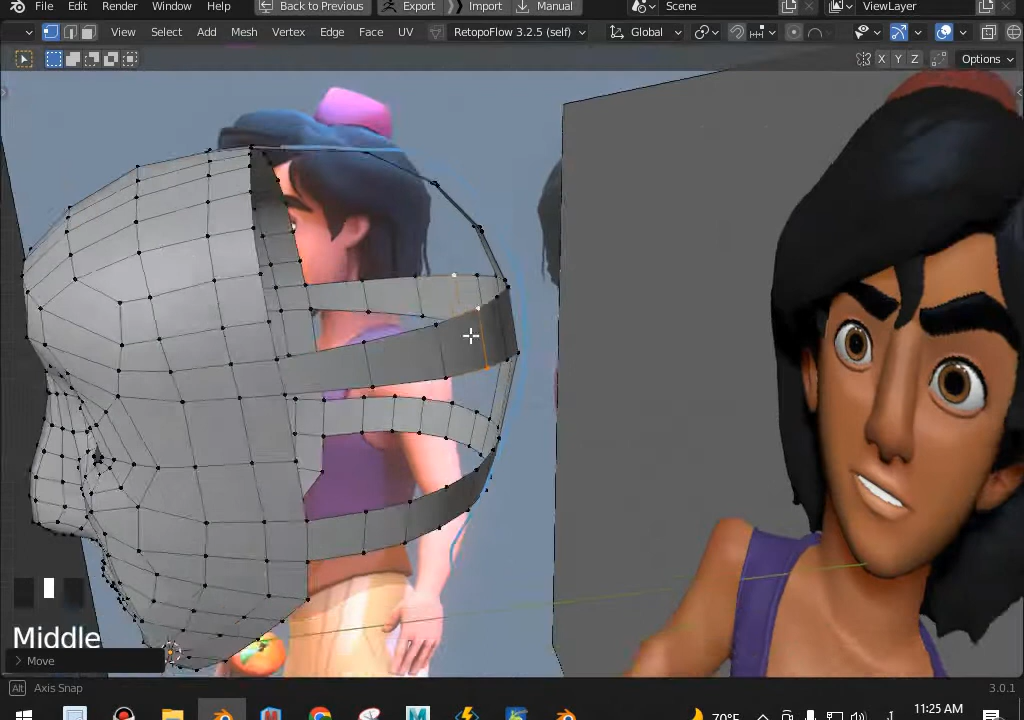 File Edit Render Window Help Back to Previous Export Import Manual Scene ViewLayer
View Select Add Mesh Vertex Edge Face UV RetopoFlow 3.2.5 (self) Global
X Y Z Options
Middle
Move
Alt Axis Snap 3.0.1
70°F 11:25 AM